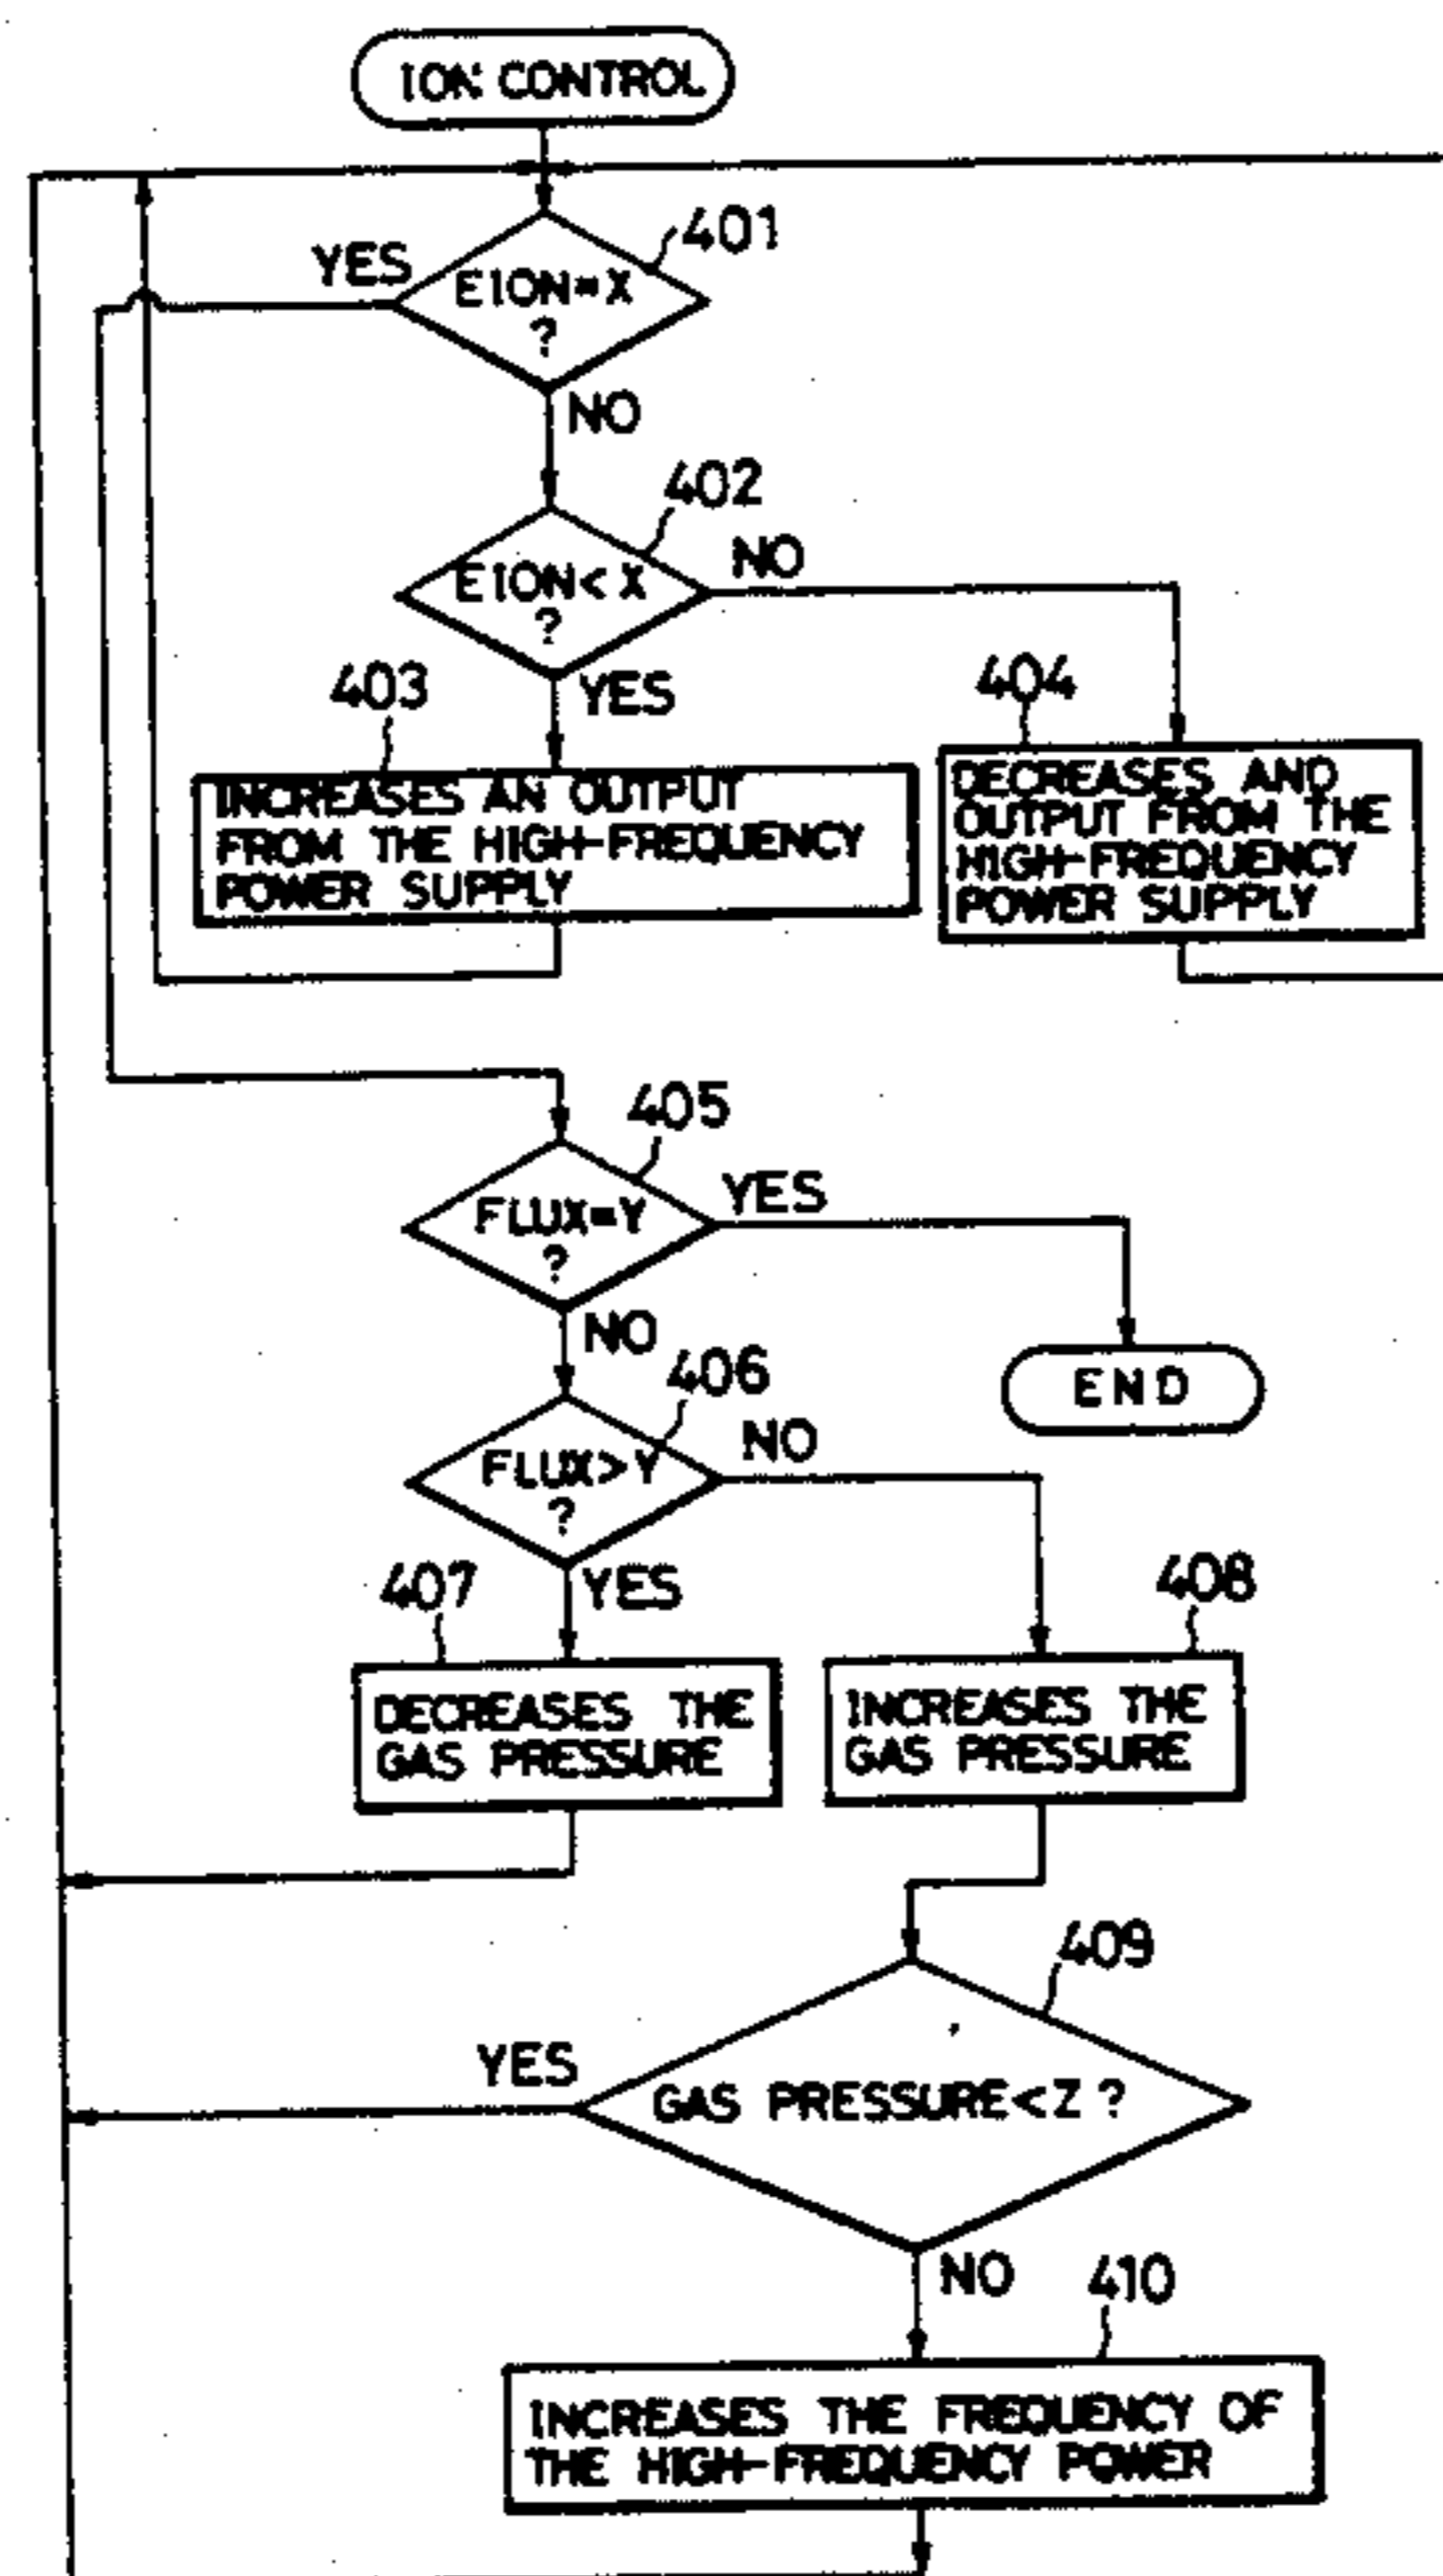 ION CONTROL
401
YES
EION=X
?
NO
402
NO
EION<X
?
403
YES
404
INCREASES AN OUTPUT
FROM THE HIGH-FREQUENCY
POWER SUPPLY
DECREASES AND
OUTPUT FROM THE
HIGH-FREQUENCY
POWER SUPPLY
405
YES
FLUX=Y
?
NO
END
406
NO
FLUX>Y
?
407
YES
408
DECREASES THE
GAS PRESSURE
INCREASES THE
GAS PRESSURE
409
YES
GAS PRESSURE<Z ?
NO
410
INCREASES THE FREQUENCY OF
THE HIGH-FREQUENCY POWER